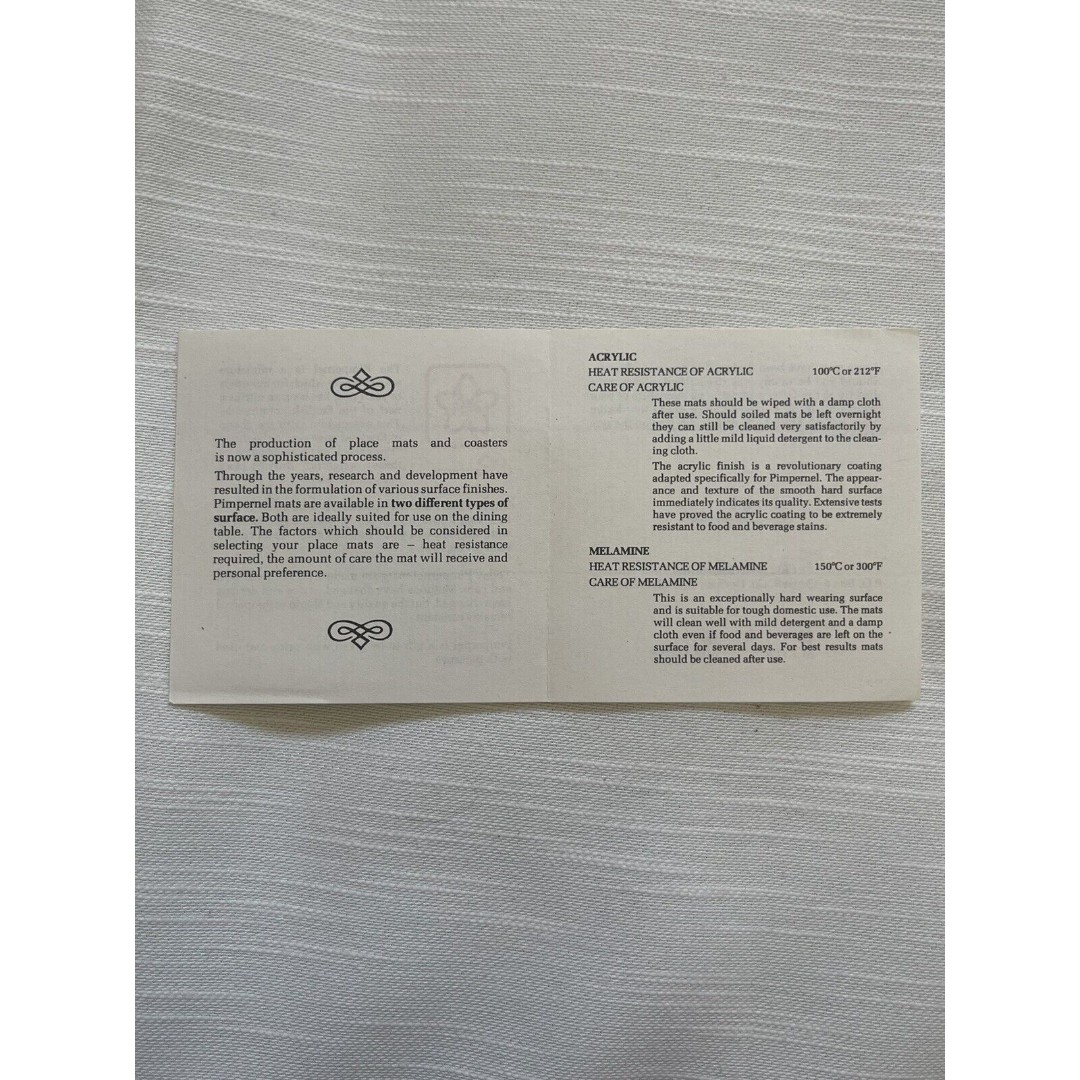 The production of place mats and coasters
is now a sophisticated process.
Through the years, research and development have
resulted in the formulation of various surface finishes.
Pimpernel mats are available in two different types of
surface. Both are ideally suited for use on the dining
table. The factors which should be considered in
selecting your place mats are – heat resistance
required, the amount of care the mat will receive and
personal preference.
ACRYLIC
HEAT RESISTANCE OF ACRYLIC 100°C or 212°F
CARE OF ACRYLIC
These mats should be wiped with a damp cloth
after use. Should soiled mats be left overnight
they can still be cleaned very satisfactorily by
adding a little mild liquid detergent to the clean-
ing cloth.
The acrylic finish is a revolutionary coating
adapted specifically for Pimpernel. The appear-
ance and texture of the smooth hard surface
immediately indicates its quality. Extensive tests
have proved the acrylic coating to be extremely
resistant to food and beverage stains.
MELAMINE
HEAT RESISTANCE OF MELAMINE 150°C or 300°F
CARE OF MELAMINE
This is an exceptionally hard wearing surface
and is suitable for tough domestic use. The mats
will clean well with mild detergent and a damp
cloth even if food and beverages are left on the
surface for several days. For best results mats
should be cleaned after use.